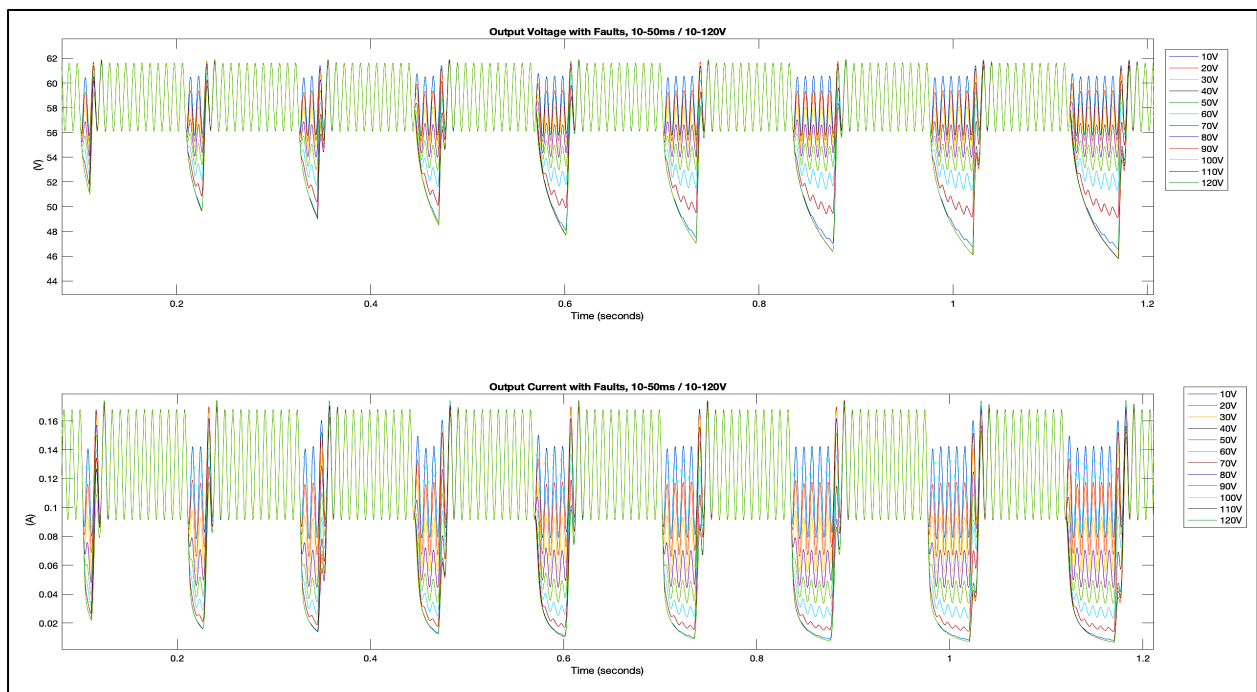 Output Voltage with Faults, 10-50ms / 10-120V
62
60
58
56
54
52
50
48
46
44
(V)
0.2
0.4
0.6
0.8
1
1.2
Time (seconds)
10V
20V
30V
40V
50V
60V
70V
80V
90V
100V
110V
120V
Output Current with Faults, 10-50ms / 10-120V
0.16
0.14
0.12
0.1
0.08
0.06
0.04
0.02
(A)
0.2
0.4
0.6
0.8
1
1.2
Time (seconds)
10V
20V
30V
40V
50V
60V
70V
80V
90V
100V
110V
120V